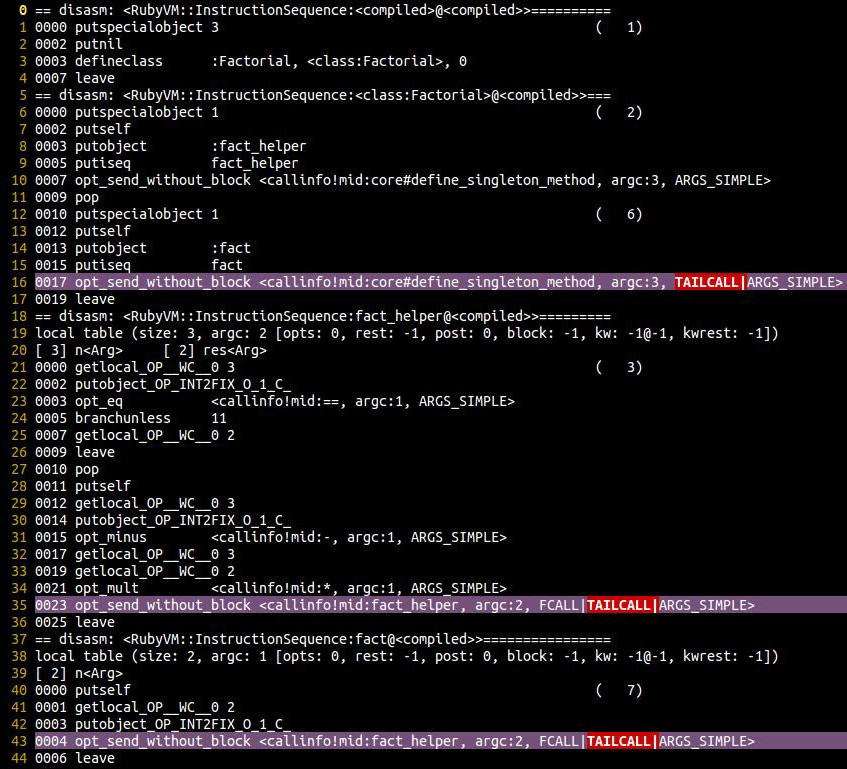 0 == disasm: <RubyVM::InstructionSequence:<compiled>@<compiled>>==========
1 0000 putspecialobject 3                                               (   1)
2 0002 putnil
3 0003 defineclass      :Factorial, <class:Factorial>, 0
4 0007 leave
5 == disasm: <RubyVM::InstructionSequence:<class:Factorial>@<compiled>>===
6 0000 putspecialobject 1                                               (   2)
7 0002 putself
8 0003 putobject        :fact_helper
9 0005 putiseq          fact_helper
10 0007 opt_send_without_block <callinfo!mid:core#define_singleton_method, argc:3, ARGS_SIMPLE>
11 0009 pop
12 0010 putspecialobject 1                                               (   6)
13 0012 putself
14 0013 putobject        :fact
15 0015 putiseq          fact
16 0017 opt_send_without_block <callinfo!mid:core#define_singleton_method, argc:3, TAILCALL|ARGS_SIMPLE>
17 0019 leave
18 == disasm: <RubyVM::InstructionSequence:fact_helper@<compiled>>=========
19 local table (size: 3, argc: 2 [opts: 0, rest: -1, post: 0, block: -1, kw: -1@-1, kwrest: -1])
20 [ 3] n<Arg>     [ 2] res<Arg>
21 0000 getlocal_OP__WC__0 3                                             (   3)
22 0002 putobject_OP_INT2FIX_O_1_C_
23 0003 opt_eq           <callinfo!mid:==, argc:1, ARGS_SIMPLE>
24 0005 branchunless     11
25 0007 getlocal_OP__WC__0 2
26 0009 leave
27 0010 pop
28 0011 putself
29 0012 getlocal_OP__WC__0 3
30 0014 putobject_OP_INT2FIX_O_1_C_
31 0015 opt_minus        <callinfo!mid:-, argc:1, ARGS_SIMPLE>
32 0017 getlocal_OP__WC__0 3
33 0019 getlocal_OP__WC__0 2
34 0021 opt_mult         <callinfo!mid:*, argc:1, ARGS_SIMPLE>
35 0023 opt_send_without_block <callinfo!mid:fact_helper, argc:2, FCALL|TAILCALL|ARGS_SIMPLE>
36 0025 leave
37 == disasm: <RubyVM::InstructionSequence:fact@<compiled>>================
38 local table (size: 2, argc: 1 [opts: 0, rest: -1, post: 0, block: -1, kw: -1@-1, kwrest: -1])
39 [ 2] n<Arg>
40 0000 putself                                                          (   7)
41 0001 getlocal_OP__WC__0 2
42 0003 putobject_OP_INT2FIX_O_1_C_
43 0004 opt_send_without_block <callinfo!mid:fact_helper, argc:2, FCALL|TAILCALL|ARGS_SIMPLE>
44 0006 leave